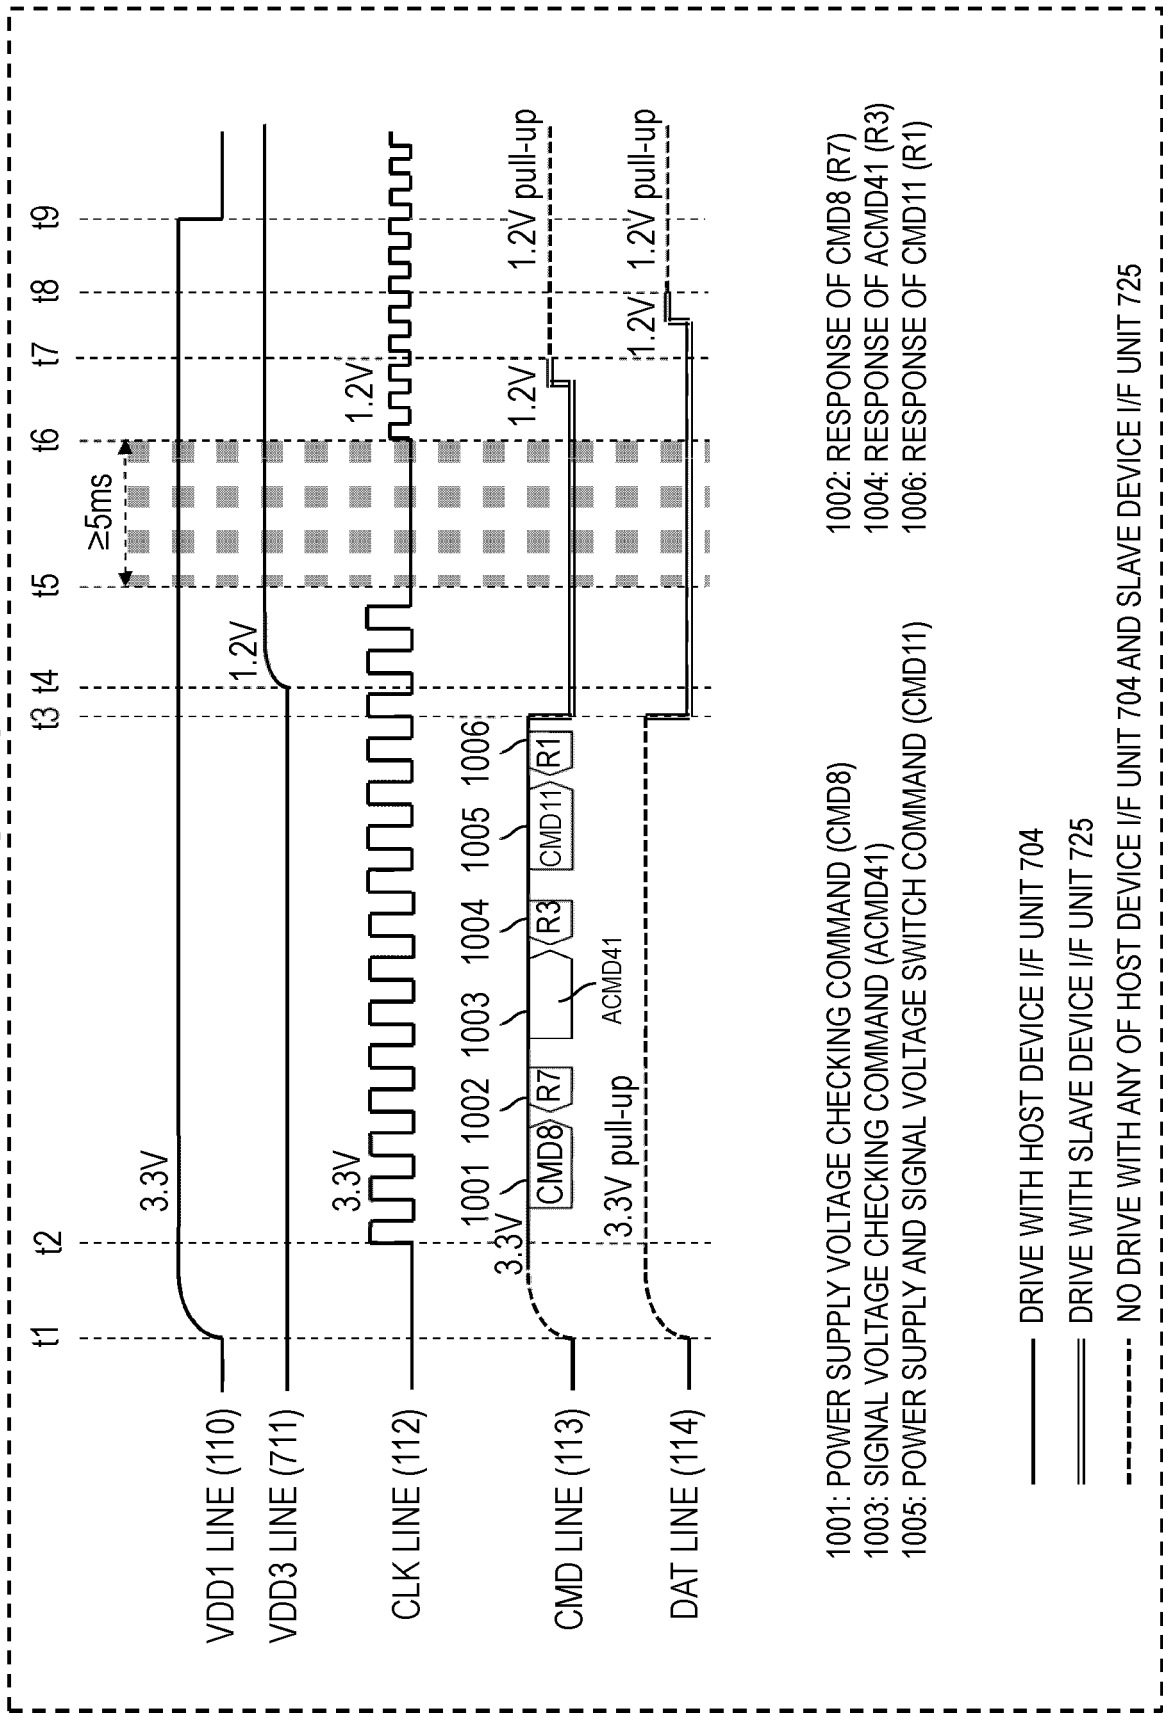 t1 t2 t3 t4 t5 t6 t7 t8 t9
≥5ms
VDD1 LINE (110) 3.3V
VDD3 LINE (711) 1.2V
CLK LINE (112) 3.3V 1.2V
1001 1002 1003 1004 1005 1006
CMD LINE (113) 3.3V CMD8 R7 R3 CMD11 R1 1.2V 1.2V pull-up
ACMD41
DAT LINE (114) 3.3V pull-up 1.2V 1.2V pull-up
1001: POWER SUPPLY VOLTAGE CHECKING COMMAND (CMD8)
1003: SIGNAL VOLTAGE CHECKING COMMAND (ACMD41)
1005: POWER SUPPLY AND SIGNAL VOLTAGE SWITCH COMMAND (CMD11)
1002: RESPONSE OF CMD8 (R7)
1004: RESPONSE OF ACMD41 (R3)
1006: RESPONSE OF CMD11 (R1)
DRIVE WITH HOST DEVICE I/F UNIT 704
DRIVE WITH SLAVE DEVICE I/F UNIT 725
NO DRIVE WITH ANY OF HOST DEVICE I/F UNIT 704 AND SLAVE DEVICE I/F UNIT 725